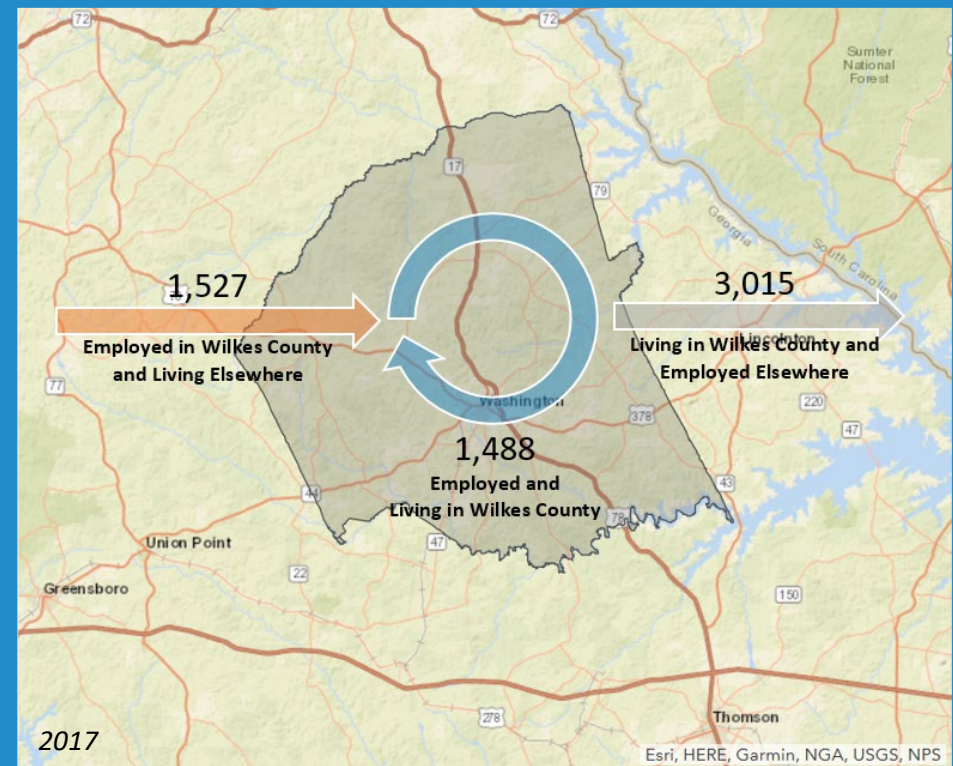 72
72
Sumter
National
Forest
17
79
Georgia
South Carolina
1,527
3,015
Employed in Wilkes County
and Living Elsewhere
Lincolnton
Living in Wilkes County and
Employed Elsewhere
77
Washington
378
220
47
1,488
Employed and
Living in Wilkes County
44
43
78
47
Union Point
22
Greensboro
150
278
Thomson
2017
Esri, HERE, Garmin, NGA, USGS, NPS